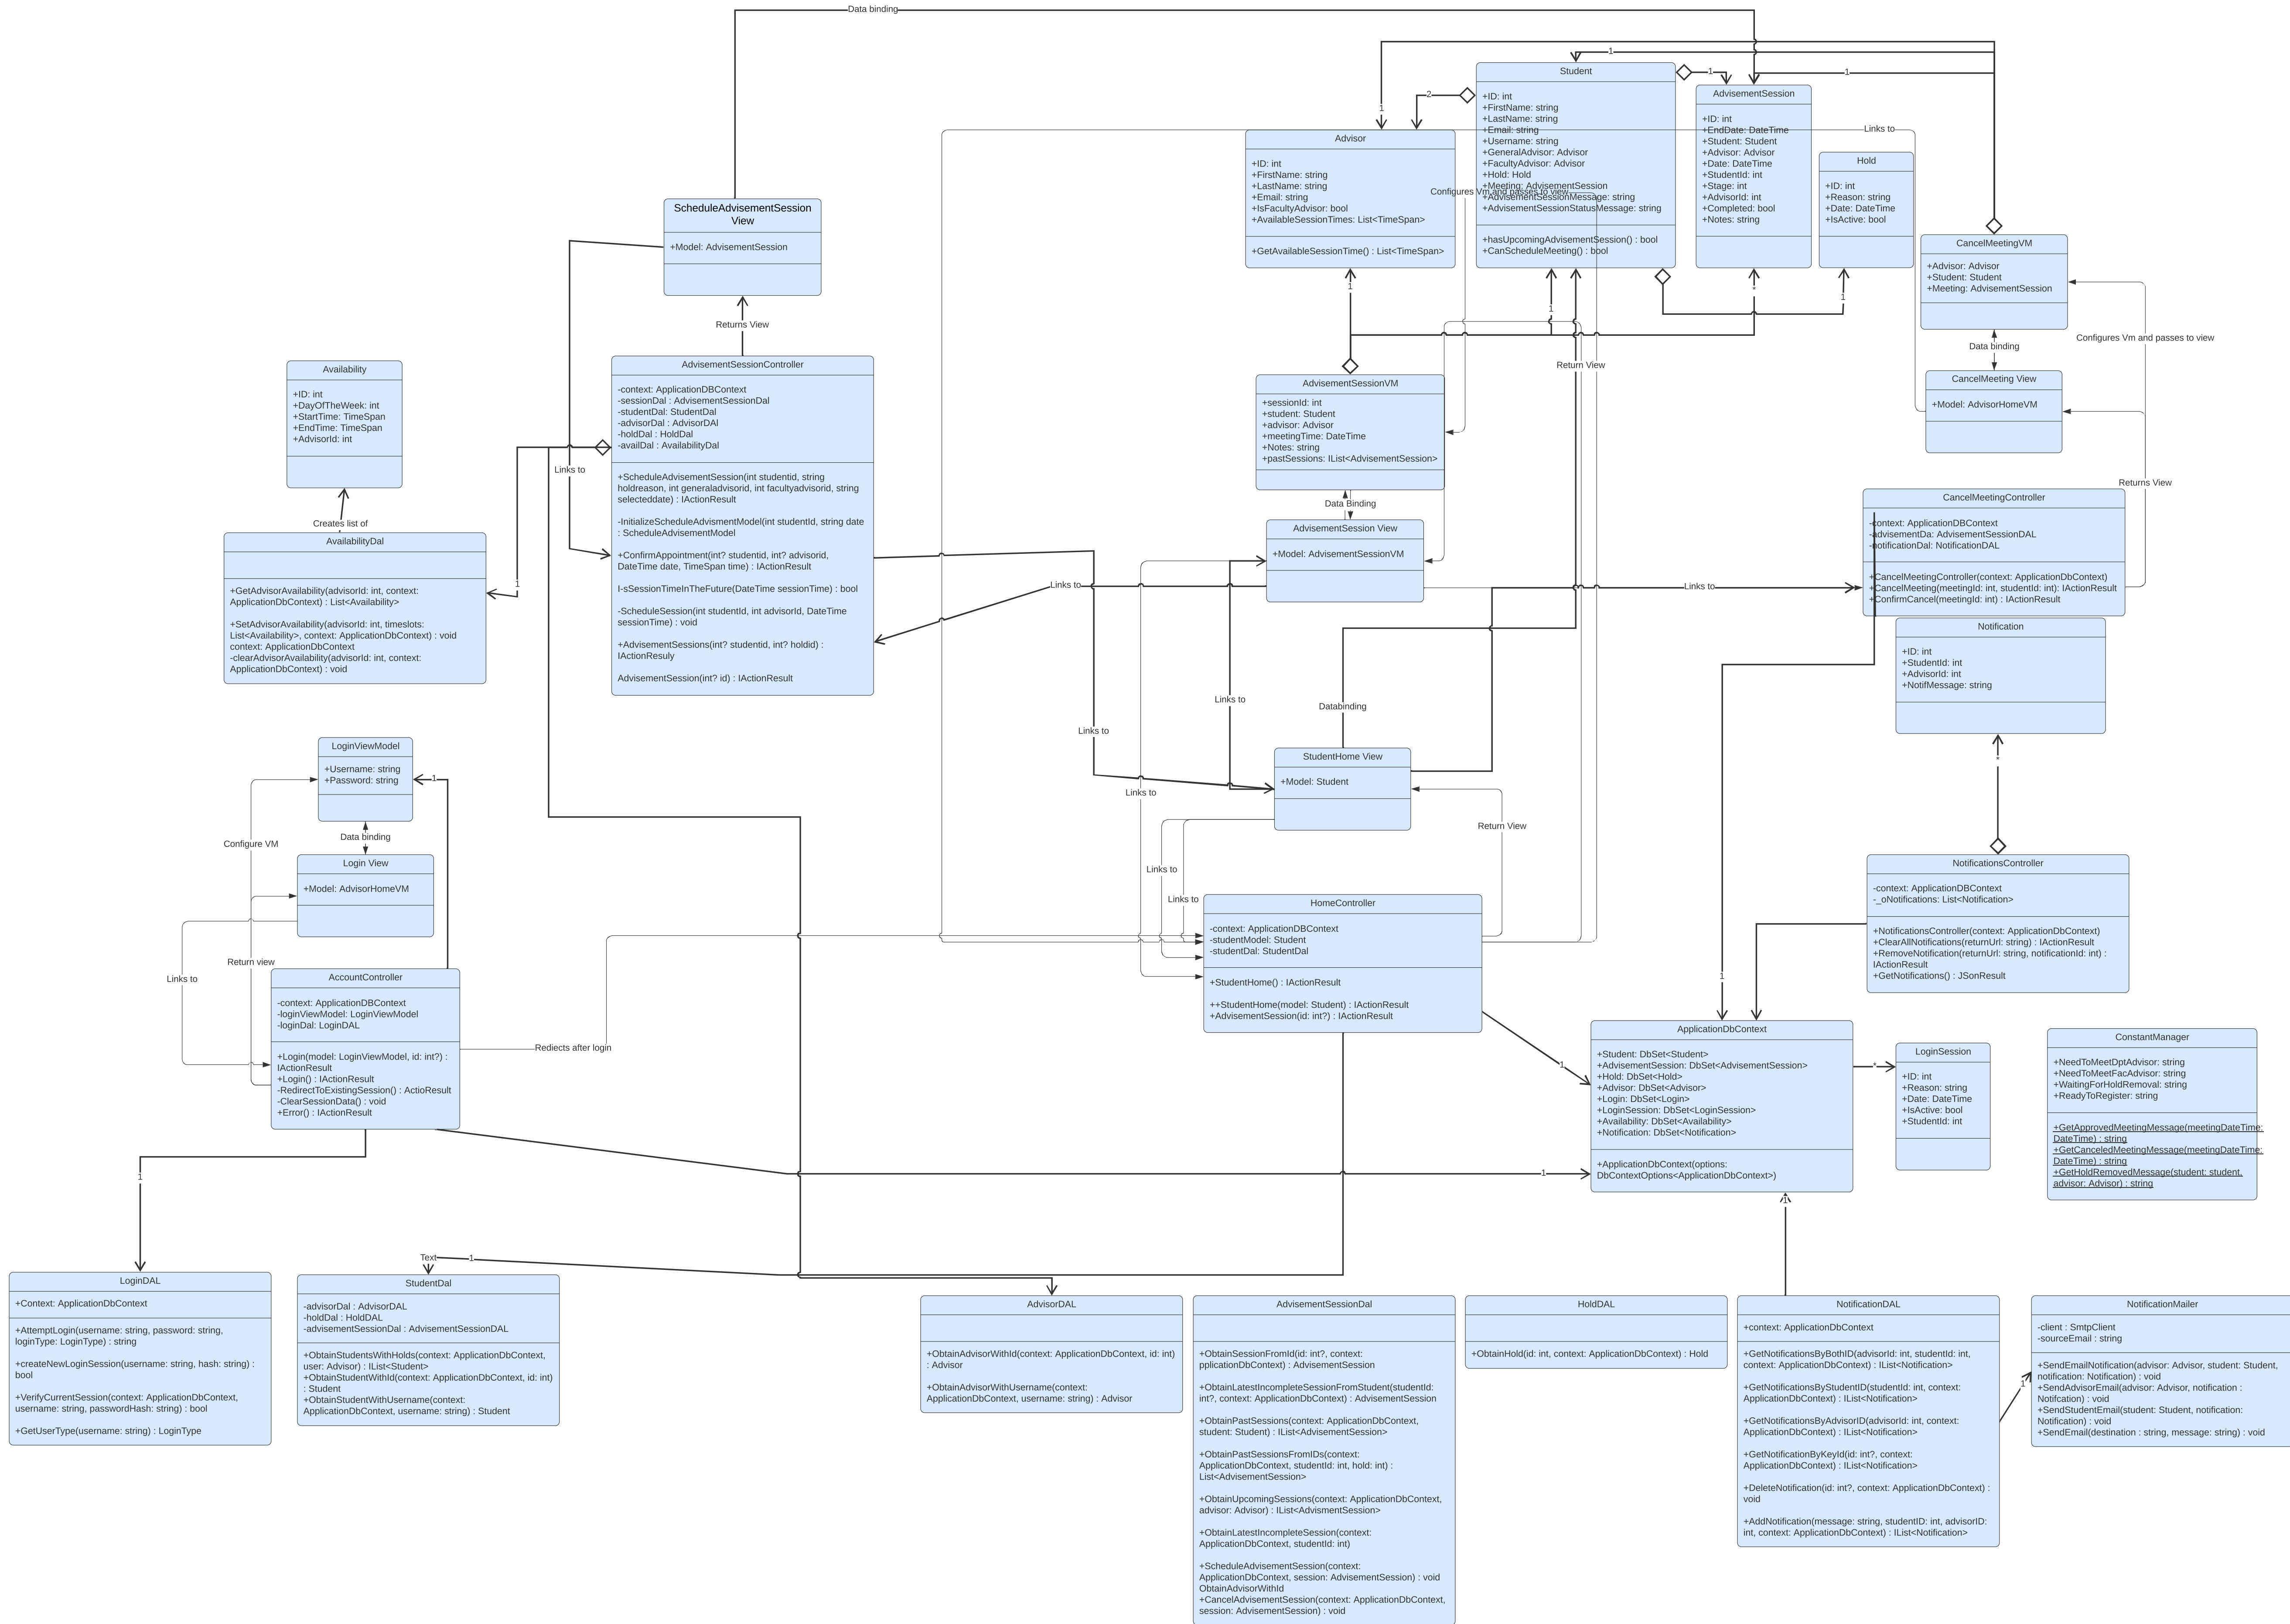 Data binding
1
1
Student
+ID: int
+FirstName: string
+LastName: string
+Email: string
+Username: string
+GeneralAdvisor: Advisor
+FacultyAdvisor: Advisor
+Hold: Hold
+Meeting: AdvisementSession
+AdvisementSessionMessage: string
+AdvisementSessionStatusMessage: string
+hasUpcomingAdvisementSession() : bool
+CanScheduleMeeting() : bool
1
2
1
AdvisementSession
+ID: int
+EndDate: DateTime
+Student: Student
+Advisor: Advisor
+Date: DateTime
+StudentId: int
+Stage: int
+AdvisorId: int
+Completed: bool
+Notes: string
Links to
Advisor
+ID: int
+FirstName: string
+LastName: string
+Email: string
+IsFacultyAdvisor: bool
+AvailableSessionTimes: List<TimeSpan>
+GetAvailableSessionTime() : List<TimeSpan>
Configures Vm and passes to view
Hold
+ID: int
+Reason: string
+Date: DateTime
+IsActive: bool
ScheduleAdvisementSession
View
+Model: AdvisementSession
CancelMeetingVM
+Advisor: Advisor
+Student: Student
+Meeting: AdvisementSession
1
1
*
1
Returns View
Data binding
Configures Vm and passes to view
Return View
Availability
+ID: int
+DayOfTheWeek: int
+StartTime: TimeSpan
+EndTime: TimeSpan
+AdvisorId: int
AdvisementSessionController
-context: ApplicationDBContext
-sessionDal : AdvisementSessionDal
-studentDal: StudentDal
-advisorDal : AdvisorDAl
-holdDal : HoldDal
-availDal : AvailabilityDal
+ScheduleAdvisementSession(int studentid, string
holdreason, int generaladvisorid, int facultyadvisorid, string
selecteddate) : IActionResult
-InitializeScheduleAdvismentModel(int studentId, string date
: ScheduleAdvisementModel
+ConfirmAppointment(int? studentid, int? advisorid,
DateTime date, TimeSpan time) : IActionResult
I-sSessionTimeInTheFuture(DateTime sessionTime) : bool
-ScheduleSession(int studentId, int advisorId, DateTime
sessionTime) : void
+AdvisementSessions(int? studentid, int? holdid) :
IActionResuly
AdvisementSession(int? id) : IActionResult
AdvisementSessionVM
+sessionId: int
+student: Student
+advisor: Advisor
+meetingTime: DateTime
+Notes: string
+pastSessions: IList<AdvisementSession>
CancelMeeting View
+Model: AdvisorHomeVM
Links to
Returns View
Data Binding
Creates list of
AvailabilityDal
+GetAdvisorAvailability(advisorId: int, context:
ApplicationDbContext) : List<Availability>
+SetAdvisorAvailability(advisorId: int, timeslots:
List<Availability>, context: ApplicationDbContext) : void
context: ApplicationDbContext
-clearAdvisorAvailability(advisorId: int, context:
ApplicationDbContext) : void
1
AdvisementSession View
+Model: AdvisementSessionVM
Links to
Links to
CancelMeetingController
-context: ApplicationDBContext
-advisementDa: AdvisementSessionDAL
-notificationDal: NotificationDAL
+CancelMeetingController(context: ApplicationDbContext)
+CancelMeeting(meetingId: int, studentId: int): IActionResult
+ConfirmCancel(meetingId: int) : IActionResult
Notification
+ID: int
+StudentId: int
+AdvisorId: int
+NotifMessage: string
Links to
Databinding
Links to
*
LoginViewModel
+Username: string
+Password: string
1
StudentHome View
+Model: Student
Links to
Return View
Data binding
Configure VM
Login View
+Model: AdvisorHomeVM
Links to
Links to
NotificationsController
-context: ApplicationDBContext
-_oNotifications: List<Notification>
+NotificationsController(context: ApplicationDbContext)
+ClearAllNotifications(returnUrl: string) : IActionResult
+RemoveNotification(returnUrl: string, notificationId: int) :
IActionResult
+GetNotifications() : JSonResult
HomeController
-context: ApplicationDBContext
-studentModel: Student
-studentDal: StudentDal
+StudentHome() : IActionResult
++StudentHome(model: Student) : IActionResult
+AdvisementSession(id: int?) : IActionResult
Return view
Links to
AccountController
-context: ApplicationDBContext
-loginViewModel: LoginViewModel
-loginDal: LoginDAL
+Login(model: LoginViewModel, id: int?) :
IActionResult
+Login() : IActionResult
-RedirectToExistingSession() : ActioResult
-ClearSessionData() : void
+Error() : IActionResult
Rediects after login
1
1
1
ApplicationDbContext
+Student: DbSet<Student>
+AdvisementSession: DbSet<AdvisementSession>
+Hold: DbSet<Hold>
+Advisor: DbSet<Advisor>
+Login: DbSet<Login>
+LoginSession: DbSet<LoginSession>
+Availability: DbSet<Availability>
+Notification: DbSet<Notification>
+ApplicationDbContext(options:
DbContextOptions<ApplicationDbContext>)
*
LoginSession
+ID: int
+Reason: string
+Date: DateTime
+IsActive: bool
+StudentId: int
ConstantManager
+NeedToMeetDptAdvisor: string
+NeedToMeetFacAdvisor: string
+WaitingForHoldRemoval: string
+ReadyToRegister: string
+GetApprovedMeetingMessage(meetingDateTime:
DateTime) : string
+GetCanceledMeetingMessage(meetingDateTime:
DateTime) : string
+GetHoldRemovedMessage(student: student,
advisor: Advisor) : string
1
1
Text
1
LoginDAL
+Context: ApplicationDbContext
+AttemptLogin(username: string, password: string,
loginType: LoginType) : string
+createNewLoginSession(username: string, hash: string) :
bool
+VerifyCurrentSession(context: ApplicationDbContext,
username: string, passwordHash: string) : bool
+GetUserType(username: string) : LoginType
StudentDal
-advisorDal : AdvisorDAL
-holdDal : HoldDAL
-advisementSessionDal : AdvisementSessionDAL
+ObtainStudentsWithHolds(context: ApplicationDbContext,
user: Advisor) : IList<Student>
+ObtainStudentWithId(context: ApplicationDbContext, id: int)
: Student
+ObtainStudentWithUsername(context:
ApplicationDbContext, username: string) : Student
AdvisorDAL
+ObtainAdvisorWithId(context: ApplicationDbContext, id: int)
: Advisor
+ObtainAdvisorWithUsername(context:
ApplicationDbContext, username: string) : Advisor
AdvisementSessionDal
+ObtainSessionFromId(id: int?, context:
pplicationDbContext) : AdvisementSession
+ObtainLatestIncompleteSessionFromStudent(studentId:
int?, context: ApplicationDbContext) : AdvisementSession
+ObtainPastSessions(context: ApplicationDbContext,
student: Student) : IList<AdvisementSession>
+ObtainPastSessionsFromIDs(context:
ApplicationDbContext, studentId: int, hold: int) :
List<AdvisementSession>
+ObtainUpcomingSessions(context: ApplicationDbContext,
advisor: Advisor) : IList<AdvismentSession>
+ObtainLatestIncompleteSession(context:
ApplicationDbContext, studentId: int)
+ScheduleAdvisementSession(context:
ApplicationDbContext, session: AdvisementSession) : void
ObtainAdvisorWithId
+CancelAdvisementSession(context: ApplicationDbContext,
session: AdvisementSession) : void
HoldDAL
+ObtainHold(id: int, context: ApplicationDbContext) : Hold
NotificationDAL
+context: ApplicationDbContext
+GetNotificationsByBothID(advisorId: int, studentId: int,
context: ApplicationDbContext) : IList<Notification>
+GetNotificationsByStudentID(studentId: int, context:
ApplicationDbContext) : IList<Notification>
+GetNotificationsByAdvisorID(advisorId: int, context:
ApplicationDbContext) : IList<Notification>
+GetNotificationByKeyId(id: int?, context:
ApplicationDbContext) : IList<Notification>
+DeleteNotification(id: int?, context: ApplicationDbContext) :
void
+AddNotification(message: string, studentID: int, advisorID:
int, context: ApplicationDbContext) : IList<Notification>
1
NotificationMailer
-client : SmtpClient
-sourceEmail : string
+SendEmailNotification(advisor: Advisor, student: Student,
notification: Notification) : void
+SendAdvisorEmail(advisor: Advisor, notification :
Notification) : void
+SendStudentEmail(student: Student, notification:
Notification) : void
+SendEmail(destination : string, message: string) : void